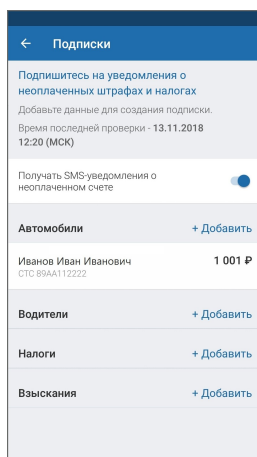 Подписки
Подпишитесь на уведомления о
неоплаченных штрафах и налогах
Добавьте данные для создания подписки.
Время последней проверки - 13.11.2018
12:20 (МСК)
Получать SMS-уведомления о
неоплаченном счете
Автомобили + Добавить
Иванов Иван Иванович 1 001 ₽
СТС 89АА112222
Водители + Добавить
Налоги + Добавить
Взыскания + Добавить